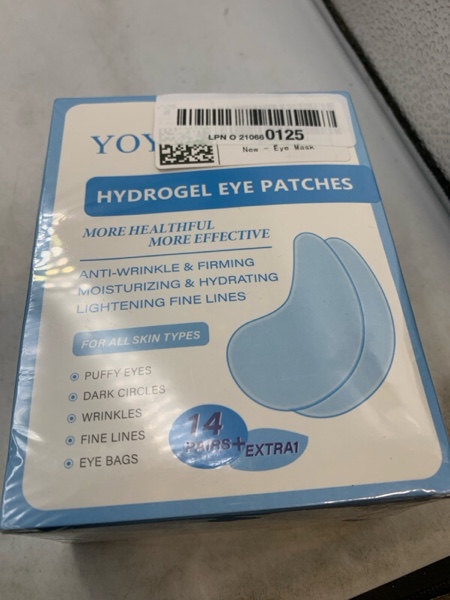 LPN O 21066 0125
New - Eye Mask
HYDROGEL EYE PATCHES
MORE HEALTHFUL
MORE EFFECTIVE
ANTI-WRINKLE & FIRMING
MOISTURIZING & HYDRATING
LIGHTENING FINE LINES
FOR ALL SKIN TYPES
PUFFY EYES
DARK CIRCLES
WRINKLES
FINE LINES
EYE BAGS
14
PAIRS+EXTRA1